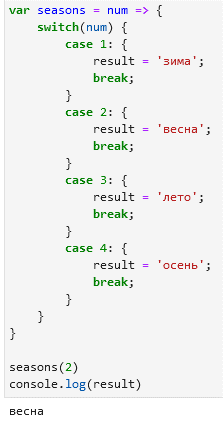 var seasons = num => {
    switch(num) {
        case 1: {
            result = 'зима';
            break;
        }
        case 2: {
            result = 'весна';
            break;
        }
        case 3: {
            result = 'лето';
            break;
        }
        case 4: {
            result = 'осень';
            break;
        }
    }
}

seasons(2)
console.log(result)
весна